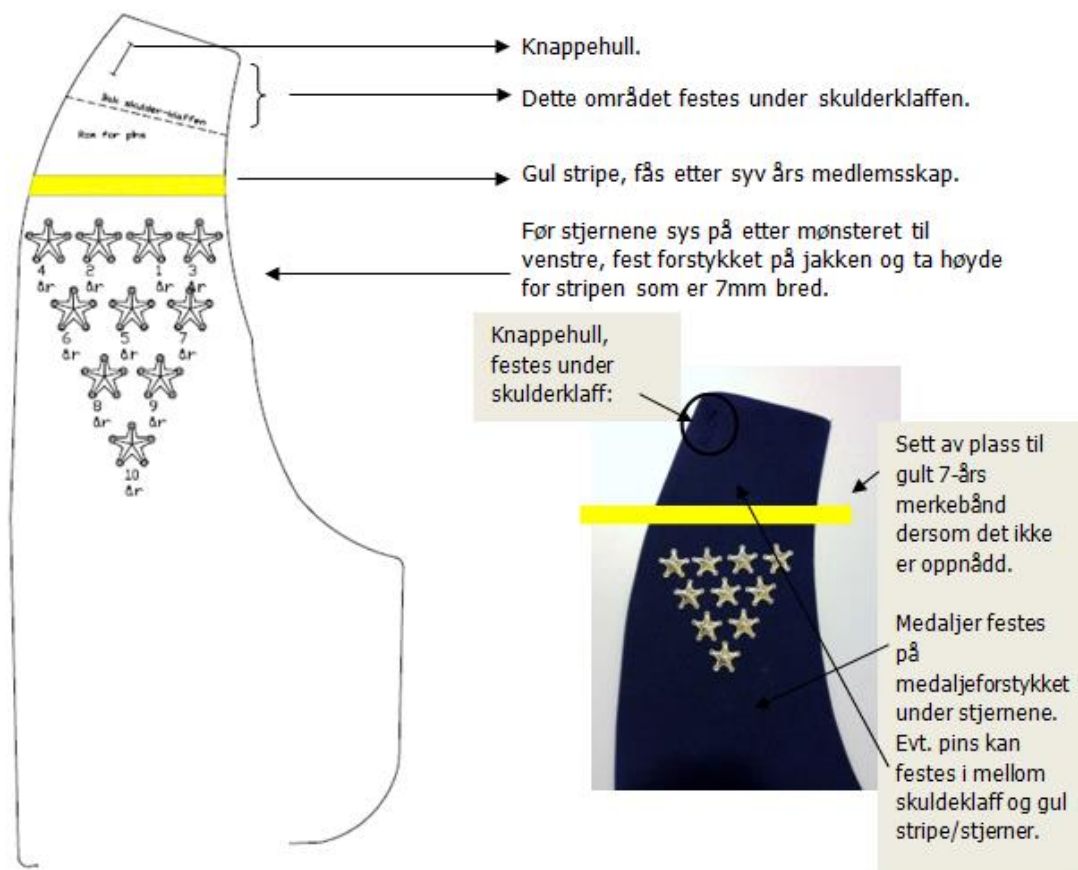 Knappehull.
Dette området festes under skulderklaffen.
skulder-klaffen
Rom for pins
Gul stripe, fås etter syv års medlemsskap.
Før stjernene sys på etter mønsteret til
venstre, fest forstykket på jakken og ta høyde
for stripen som er 7mm bred.
4 år
2 år
1 år
3 år
6 år
5 år
7 år
8 år
9 år
10 år
Knappehull,
festes under
skulderklaff:
Sett av plass til
gult 7-års
merkebånd
dersom det ikke
er oppnådd.
Medaljer festes
på
medaljeforstykket
under stjernene.
Evt. pins kan
festes i mellom
skuldeklaff og gul
stripe/stjerner.